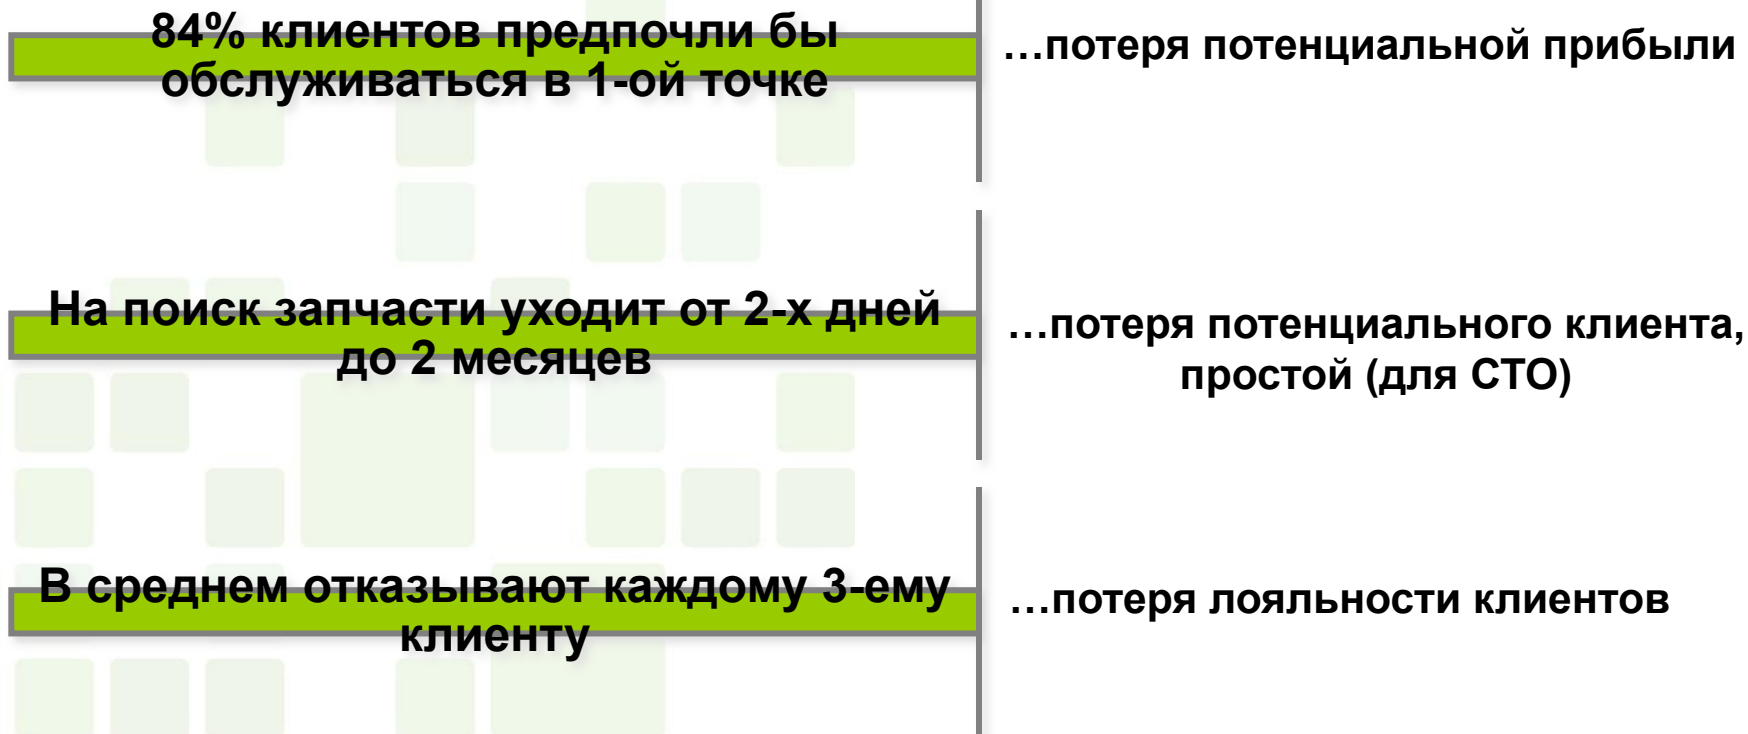 84% клиентов предпочли бы
обслуживаться в 1-ой точке
…потеря потенциальной прибыли
На поиск запчасти уходит от 2-х дней
до 2 месяцев
…потеря потенциального клиента,
простой (для СТО)
В среднем отказывают каждому 3-ему
клиенту
…потеря лояльности клиентов